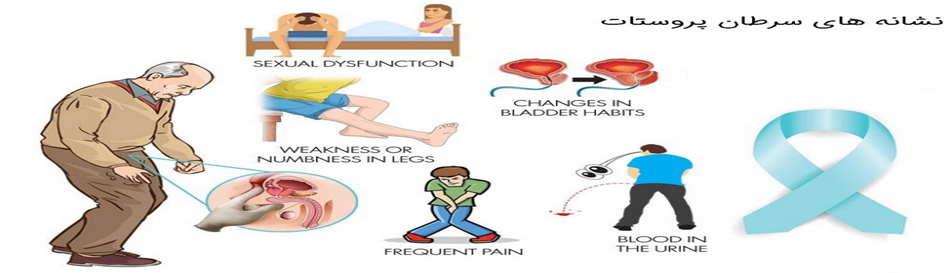 نشانه های سرطان پروستات
SEXUAL DYSFUNCTION
CHANGES IN
BLADDER HABITS
WEAKNESS OR
NUMBNESS IN LEGS
FREQUENT PAIN
BLOOD IN
THE URINE